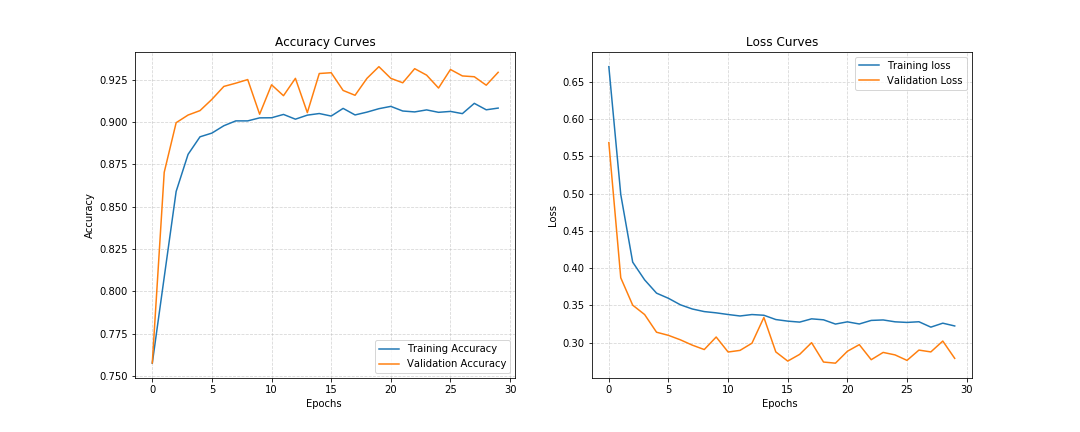 Accuracy Curves
0.925
0.900
0.875
0.850
0.825
0.800
0.775
0.750
Accuracy
0 5 10 15 20 25 30
Epochs
Training Accuracy
Validation Accuracy
Loss Curves
0.65
0.60
0.55
0.50
0.45
0.40
0.35
0.30
Loss
0 5 10 15 20 25 30
Epochs
Training loss
Validation Loss